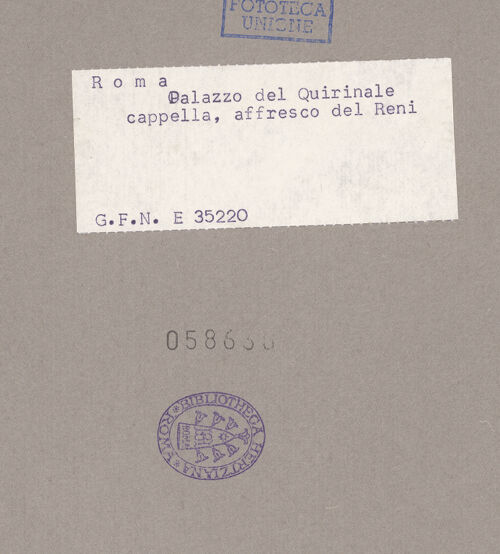 FOTOTECA
UNIONE
R o m a
Palazzo del Quirinale
cappella, affresco del Reni
G.F.N. E 35220
BIBLIOTHECA HERTZIANA ROMA